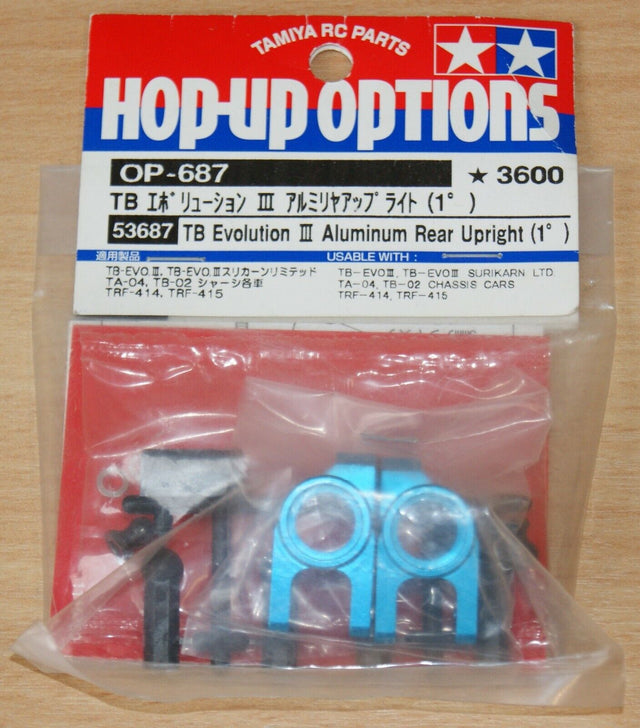 TAMIYA RC PARTS
HOP-UP OPTIONS
OP-687 ★ 3600
TB エボリューション III アルミリヤアップライト (1° )
53687 TB Evolution III Aluminum Rear Upright (1° )
適用製品 USABLE WITH :
TB-EVO.III, TB-EVO.IIIスリカーンリミテッド
TA-04, TB-02 シャーシ各車
TRF-414, TRF-415
TB-EVOIII, TB-EVOIII SURIKARN LTD.
TA-04, TB-02 CHASSIS CARS
TRF-414, TRF-415